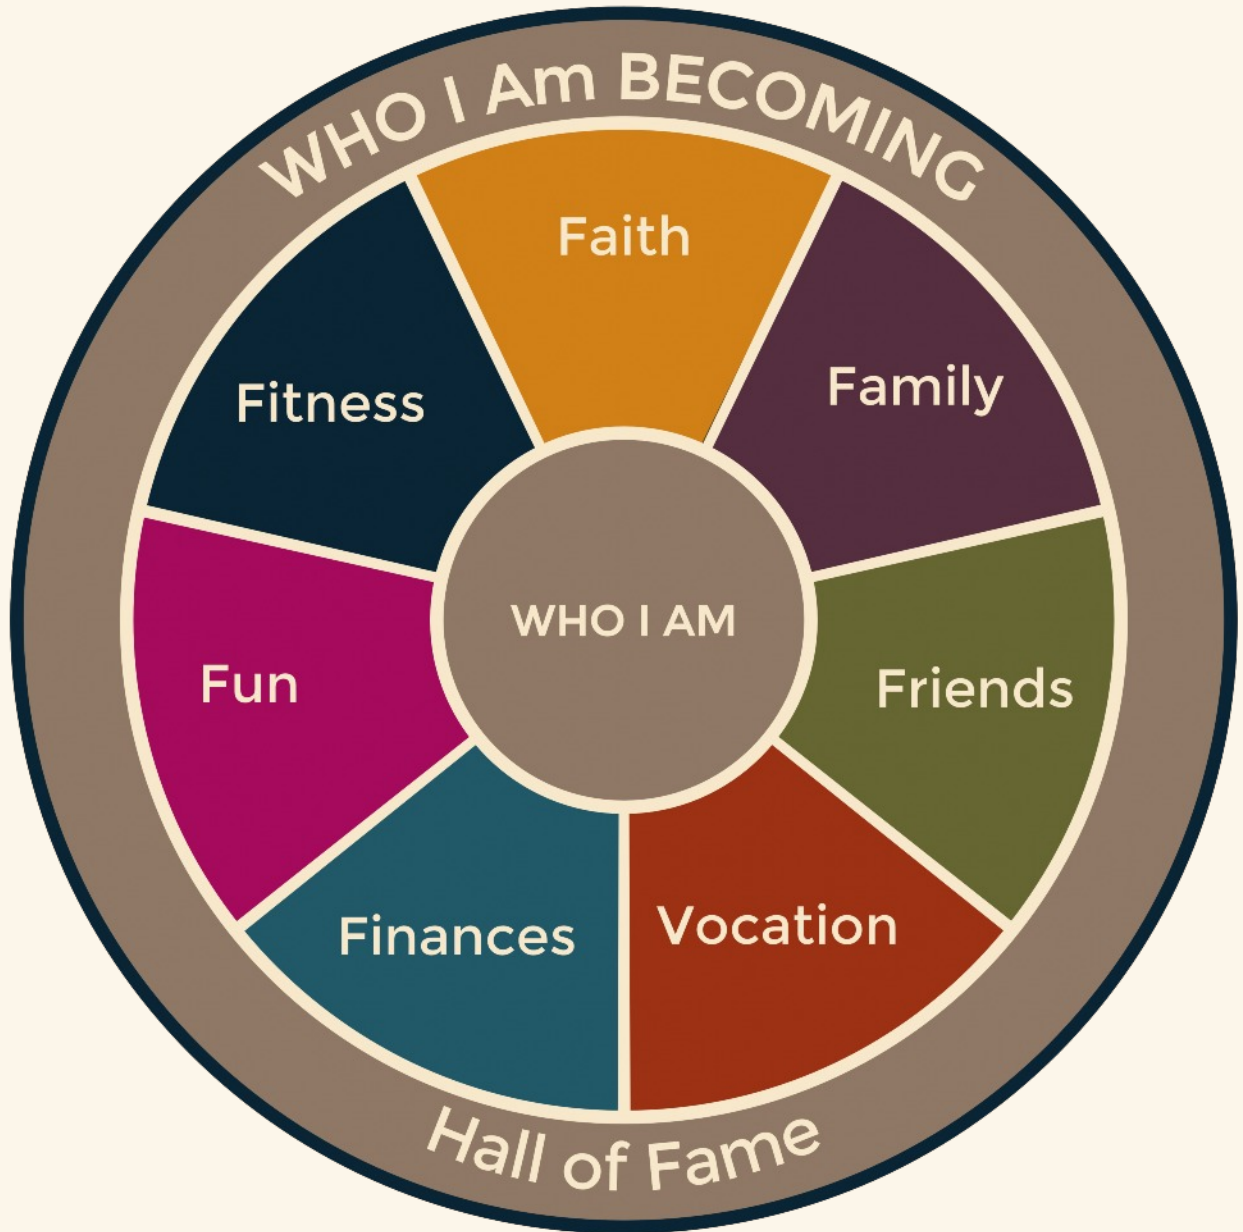 WHO I Am BECOMING
Faith
Family
Fitness
WHO I AM
Fun
Friends
Vocation
Finances
Hall of Fame